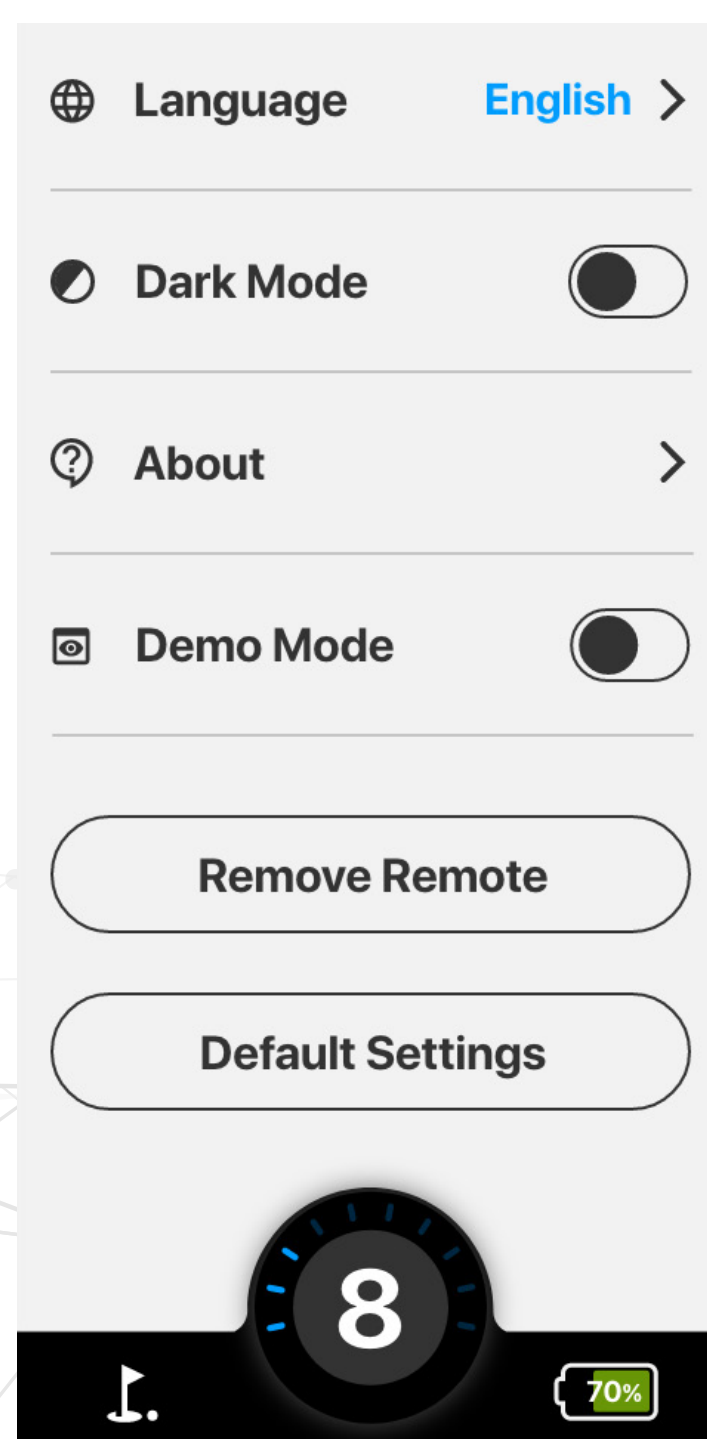 Language English
Dark Mode
About
Demo Mode
Remove Remote
Default Settings
8
70%